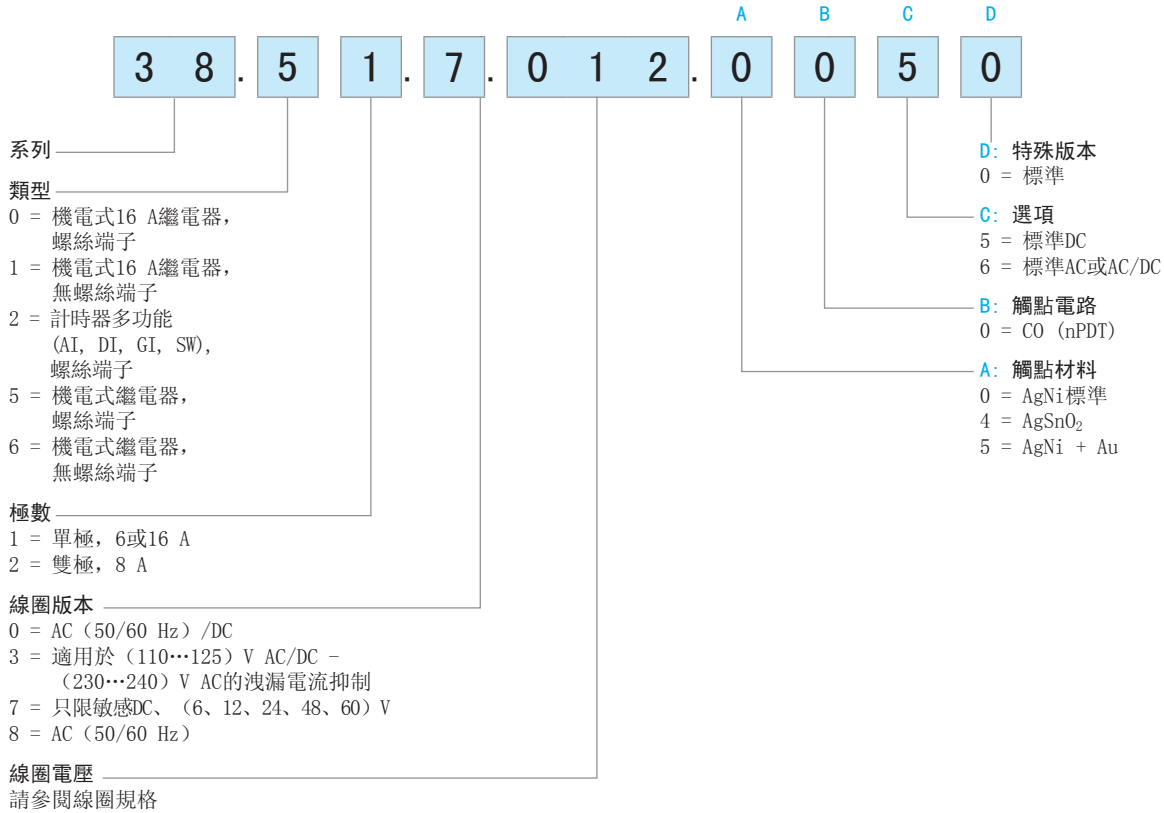 A B C D
3 8 . 5 1 . 7 . 0 1 2 . 0 0 5 0
系列
類型
0 = 機電式16 A繼電器,
螺絲端子
1 = 機電式16 A繼電器,
無螺絲端子
2 = 計時器多功能
(AI, DI, GI, SW),
螺絲端子
5 = 機電式繼電器,
螺絲端子
6 = 機電式繼電器,
無螺絲端子
極數
1 = 單極, 6或16 A
2 = 雙極, 8 A
線圈版本
0 = AC（50/60 Hz）/DC
3 = 適用於（110…125）V AC/DC -
（230…240）V AC的洩漏電流抑制
7 = 只限敏感DC、（6、12、24、48、60）V
8 = AC（50/60 Hz）
線圈電壓
請參閱線圈規格
D: 特殊版本
0 = 標準
C: 選項
5 = 標準DC
6 = 標準AC或AC/DC
B: 觸點電路
0 = CO (nPDT)
A: 觸點材料
0 = AgNi標準
4 = AgSnO₂
5 = AgNi + Au